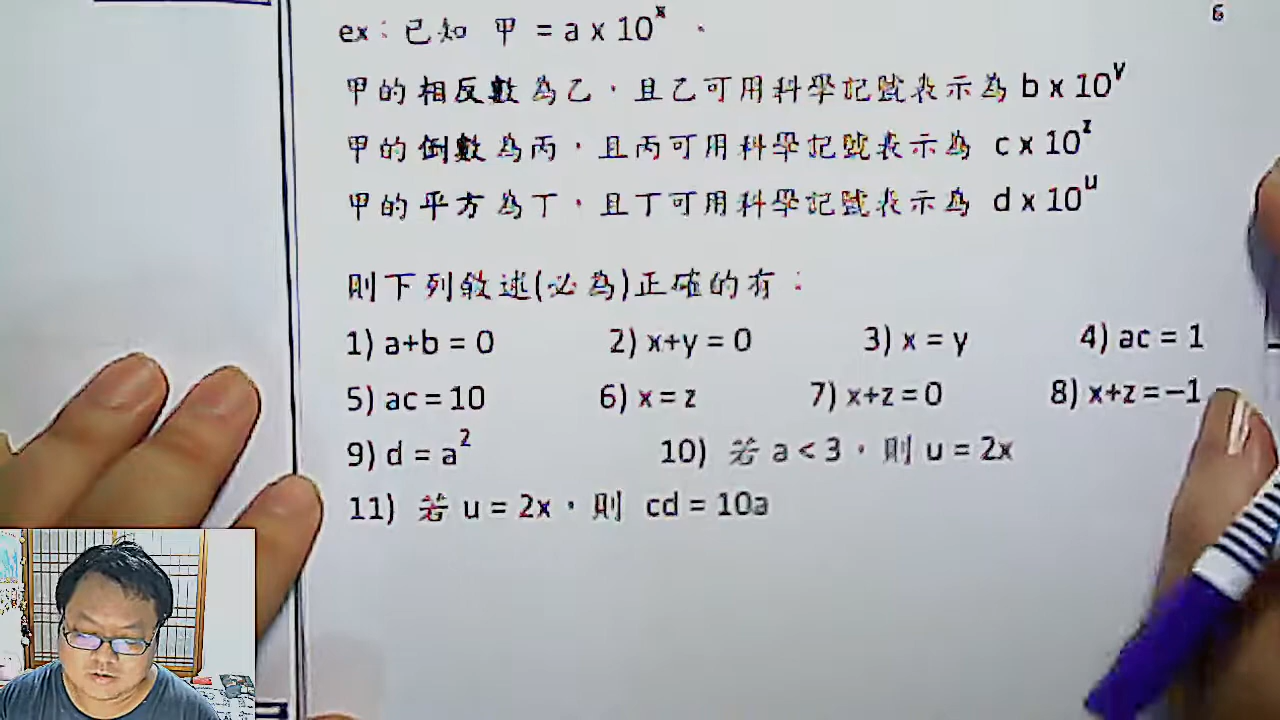 6
ex：已知 甲 = a x 10^x ，
甲的相反數為乙，且乙可用科學記號表示為 b x 10^y
甲的倒數為丙，且丙可用科學記號表示為 c x 10^z
甲的平方為丁，且丁可用科學記號表示為 d x 10^u
則下列敘述(必為)正確的有：
1) a+b = 0 2) x+y = 0 3) x = y 4) ac = 1
5) ac = 10 6) x = z 7) x+z = 0 8) x+z = −1
9) d = a^2 10) 若 a < 3，則 u = 2x
11) 若 u = 2x，則 cd = 10a